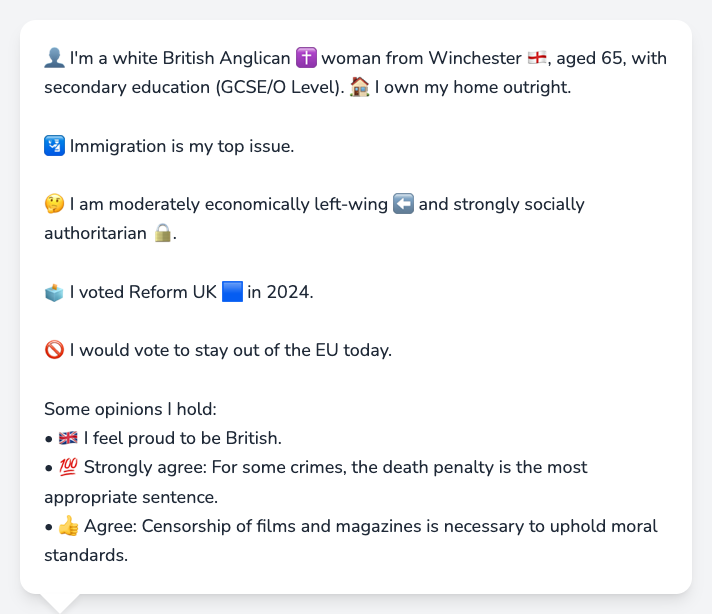 👤 I'm a white British Anglican ✝️ woman from Winchester 🏴󠁧󠁢󠁥󠁮󠁧󠁿, aged 65, with
secondary education (GCSE/O Level). 🏠 I own my home outright.
🛂 Immigration is my top issue.
🤔 I am moderately economically left-wing ⬅️ and strongly socially
authoritarian 🔒.
🗳️ I voted Reform UK 🟦 in 2024.
🚫 I would vote to stay out of the EU today.
Some opinions I hold:
• 🇬🇧 I feel proud to be British.
• 💯 Strongly agree: For some crimes, the death penalty is the most
appropriate sentence.
• 👍 Agree: Censorship of films and magazines is necessary to uphold moral
standards.